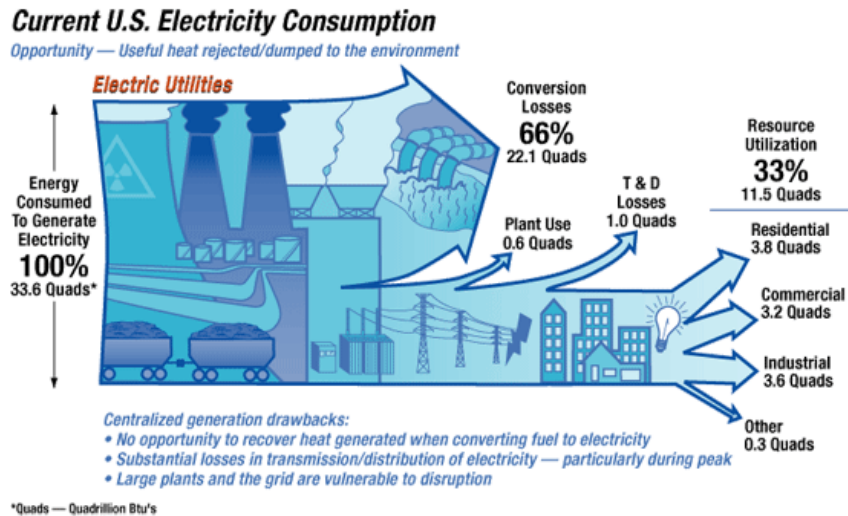 Current U.S. Electricity Consumption
Opportunity — Useful heat rejected/dumped to the environment
Electric Utilities
Energy
Consumed
To Generate
Electricity
100%
33.6 Quads*
Conversion
Losses
66%
22.1 Quads
Plant Use
0.6 Quads
T & D
Losses
1.0 Quads
Resource
Utilization
33%
11.5 Quads
Residential
3.8 Quads
Commercial
3.2 Quads
Industrial
3.6 Quads
Other
0.3 Quads
Centralized generation drawbacks:
• No opportunity to recover heat generated when converting fuel to electricity
• Substantial losses in transmission/distribution of electricity — particularly during peak
• Large plants and the grid are vulnerable to disruption
*Quads — Quadrillion Btu's